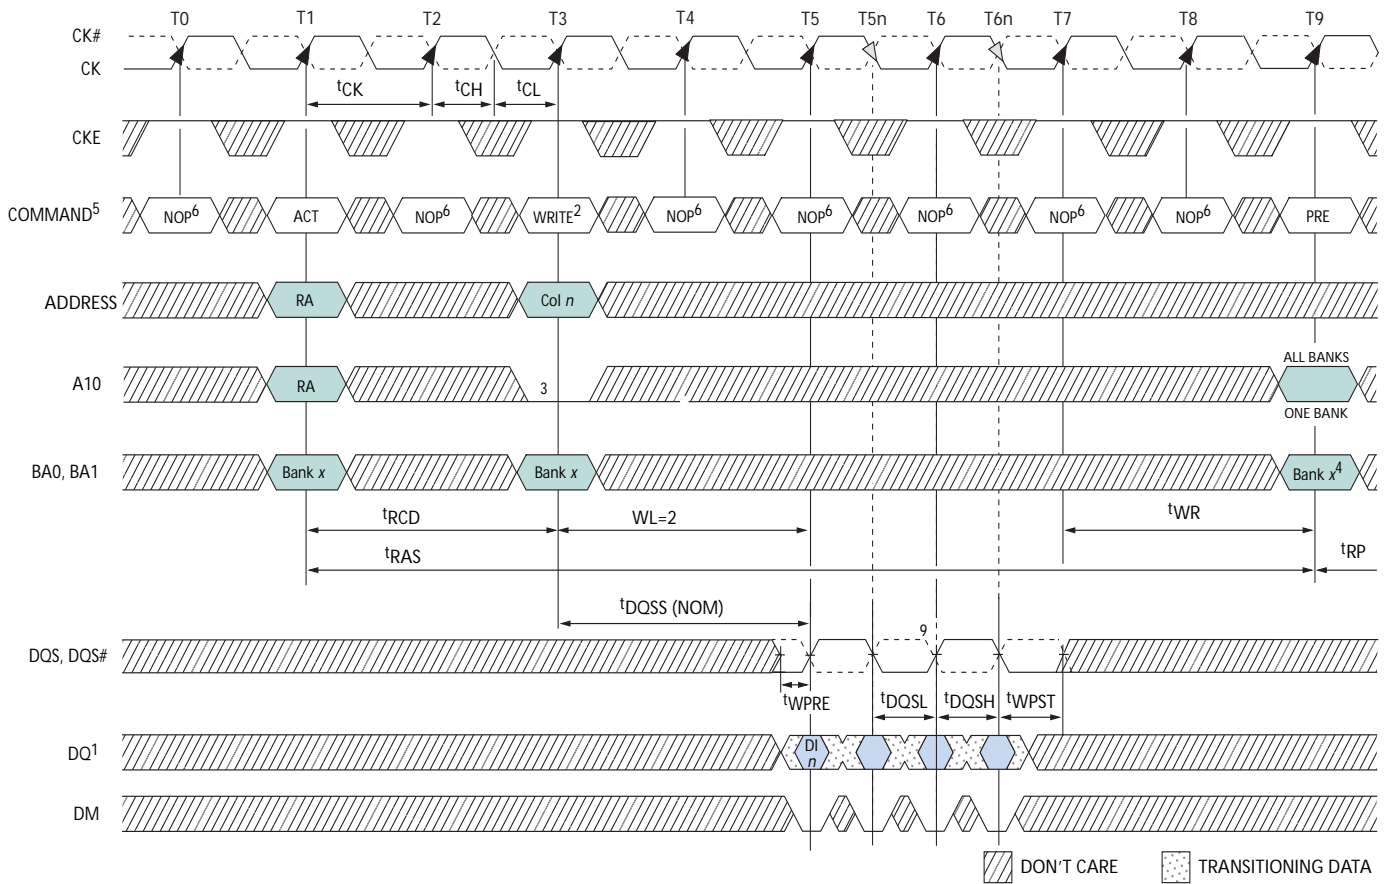 T0 T1 T2 T3 T4 T5 T5n T6 T6n T7 T8 T9
CK#
CK
tCK tCH tCL
CKE
COMMAND5 NOP6 ACT NOP6 WRITE2 NOP6 NOP6 NOP6 NOP6 NOP6 PRE
ADDRESS RA Col n
ALL BANKS
A10 RA 3
ONE BANK
BA0, BA1 Bank x Bank x Bank x4
tRCD WL=2 tWR
tRAS tRP
tDQSS (NOM)
9
DQS, DQS#
tWPRE tDQSL tDQSH tWPST
DQ1 DI
n
DM
DON'T CARE TRANSITIONING DATA